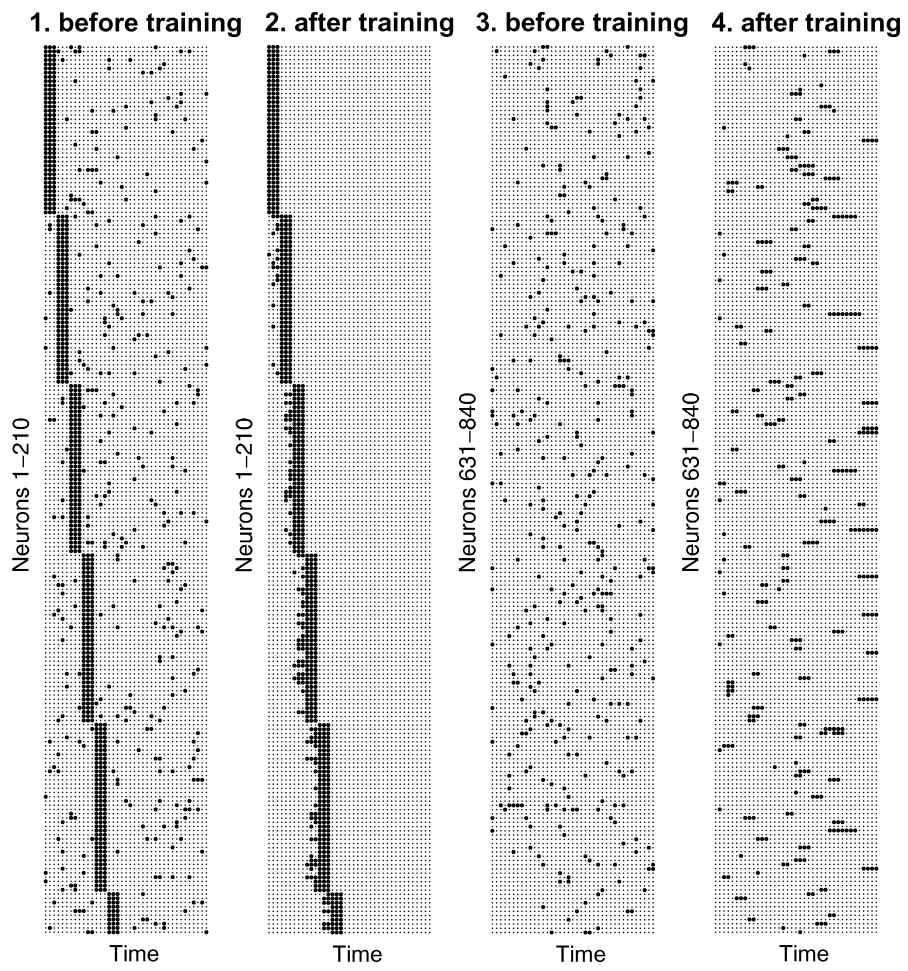 1. before training
2. after training
3. before training
4. after training
Neurons 1−210
Neurons 1−210
Neurons 631−840
Neurons 631−840
Time
Time
Time
Time